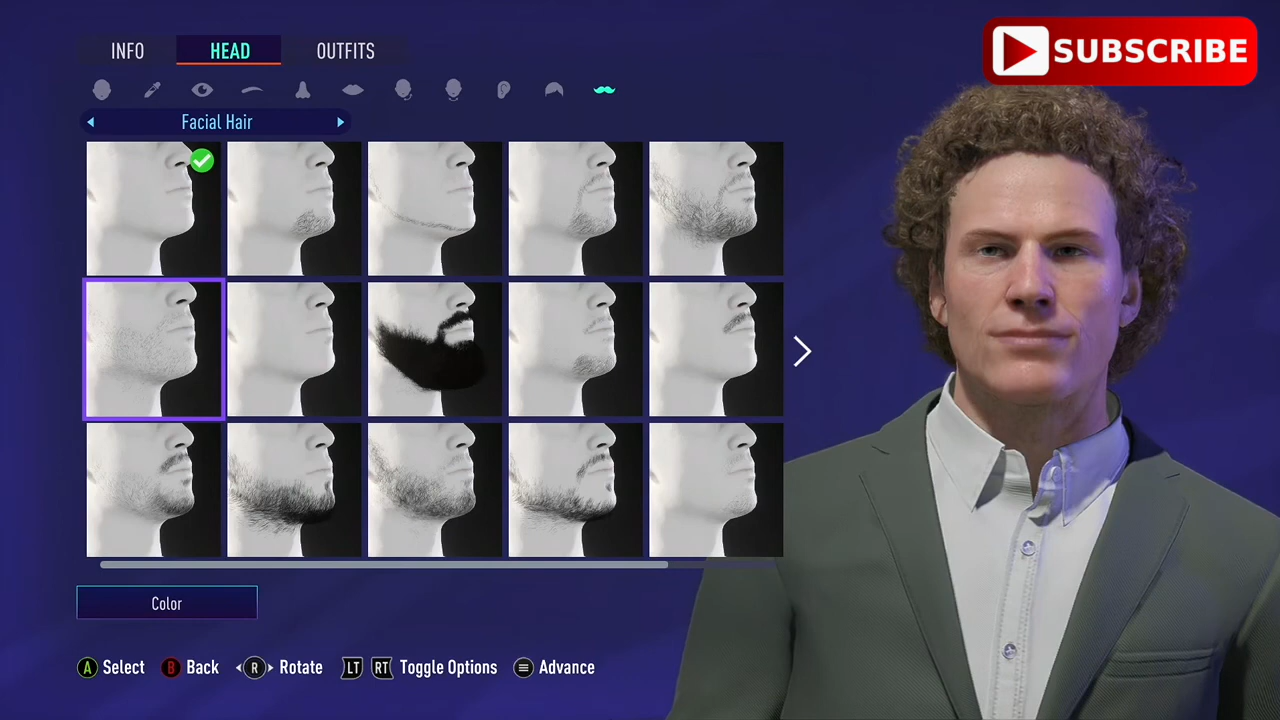 INFO
HEAD
OUTFITS
SUBSCRIBE
Facial Hair
Color
A Select
B Back
R Rotate
LT RT Toggle Options
Advance